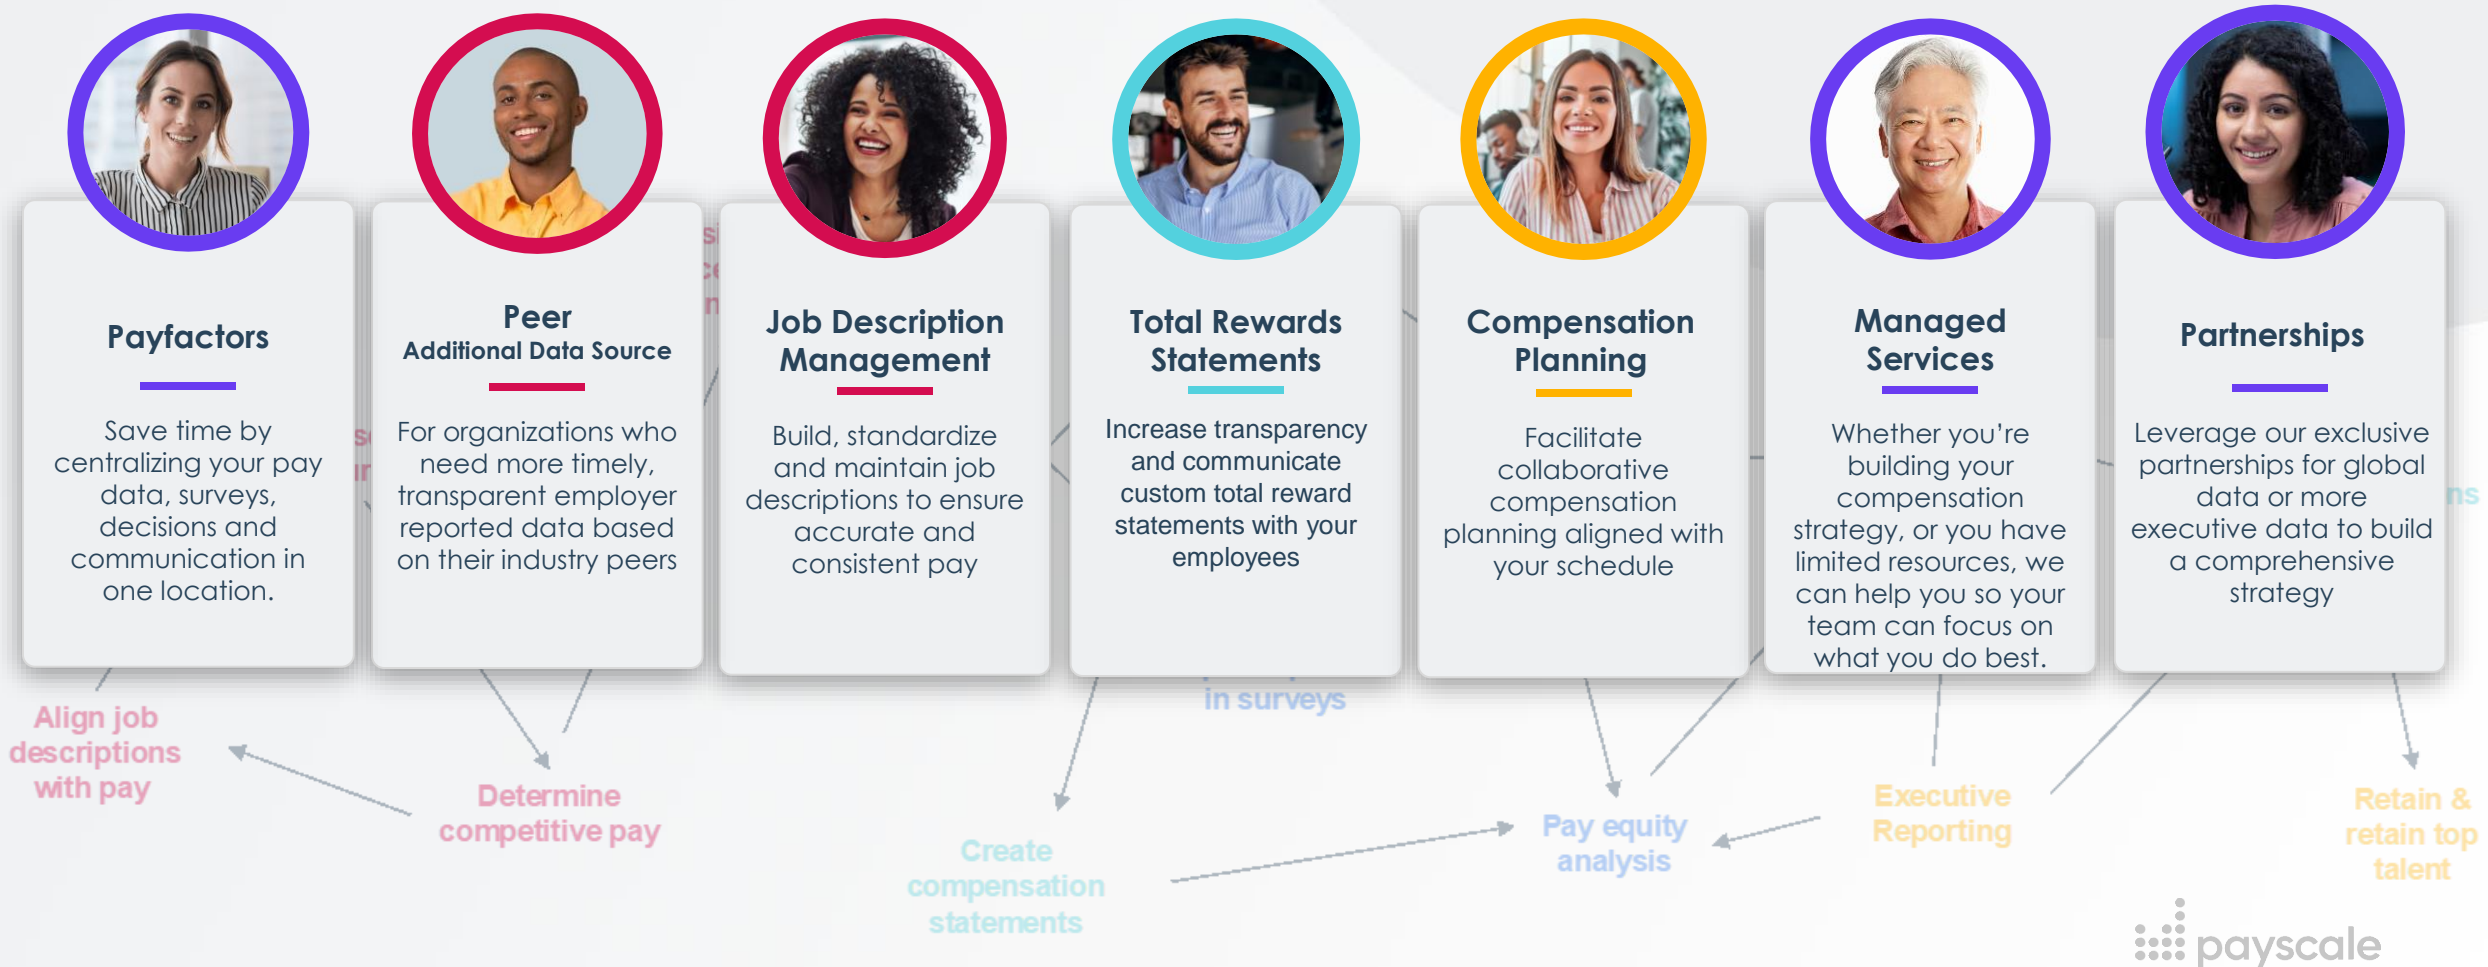 Payfactors
Save time by
centralizing your pay
data, surveys,
decisions and
communication in
one location.
Peer
Additional Data Source
For organizations who
need more timely,
transparent employer
reported data based
on their industry peers
Job Description
Management
Build, standardize
and maintain job
descriptions to ensure
accurate and
consistent pay
Total Rewards
Statements
Increase transparency
and communicate
custom total reward
statements with your
employees
Compensation
Planning
Facilitate
collaborative
compensation
planning aligned with
your schedule
Managed
Services
Whether you’re
building your
compensation
strategy, or you have
limited resources, we
can help you so your
team can focus on
what you do best.
Partnerships
Leverage our exclusive
partnerships for global
data or more
executive data to build
a comprehensive
strategy
Align job
descriptions
with pay
Determine
competitive pay
in surveys
Create
compensation
statements
Pay equity
analysis
Executive
Reporting
Retain &
retain top
talent
payscale